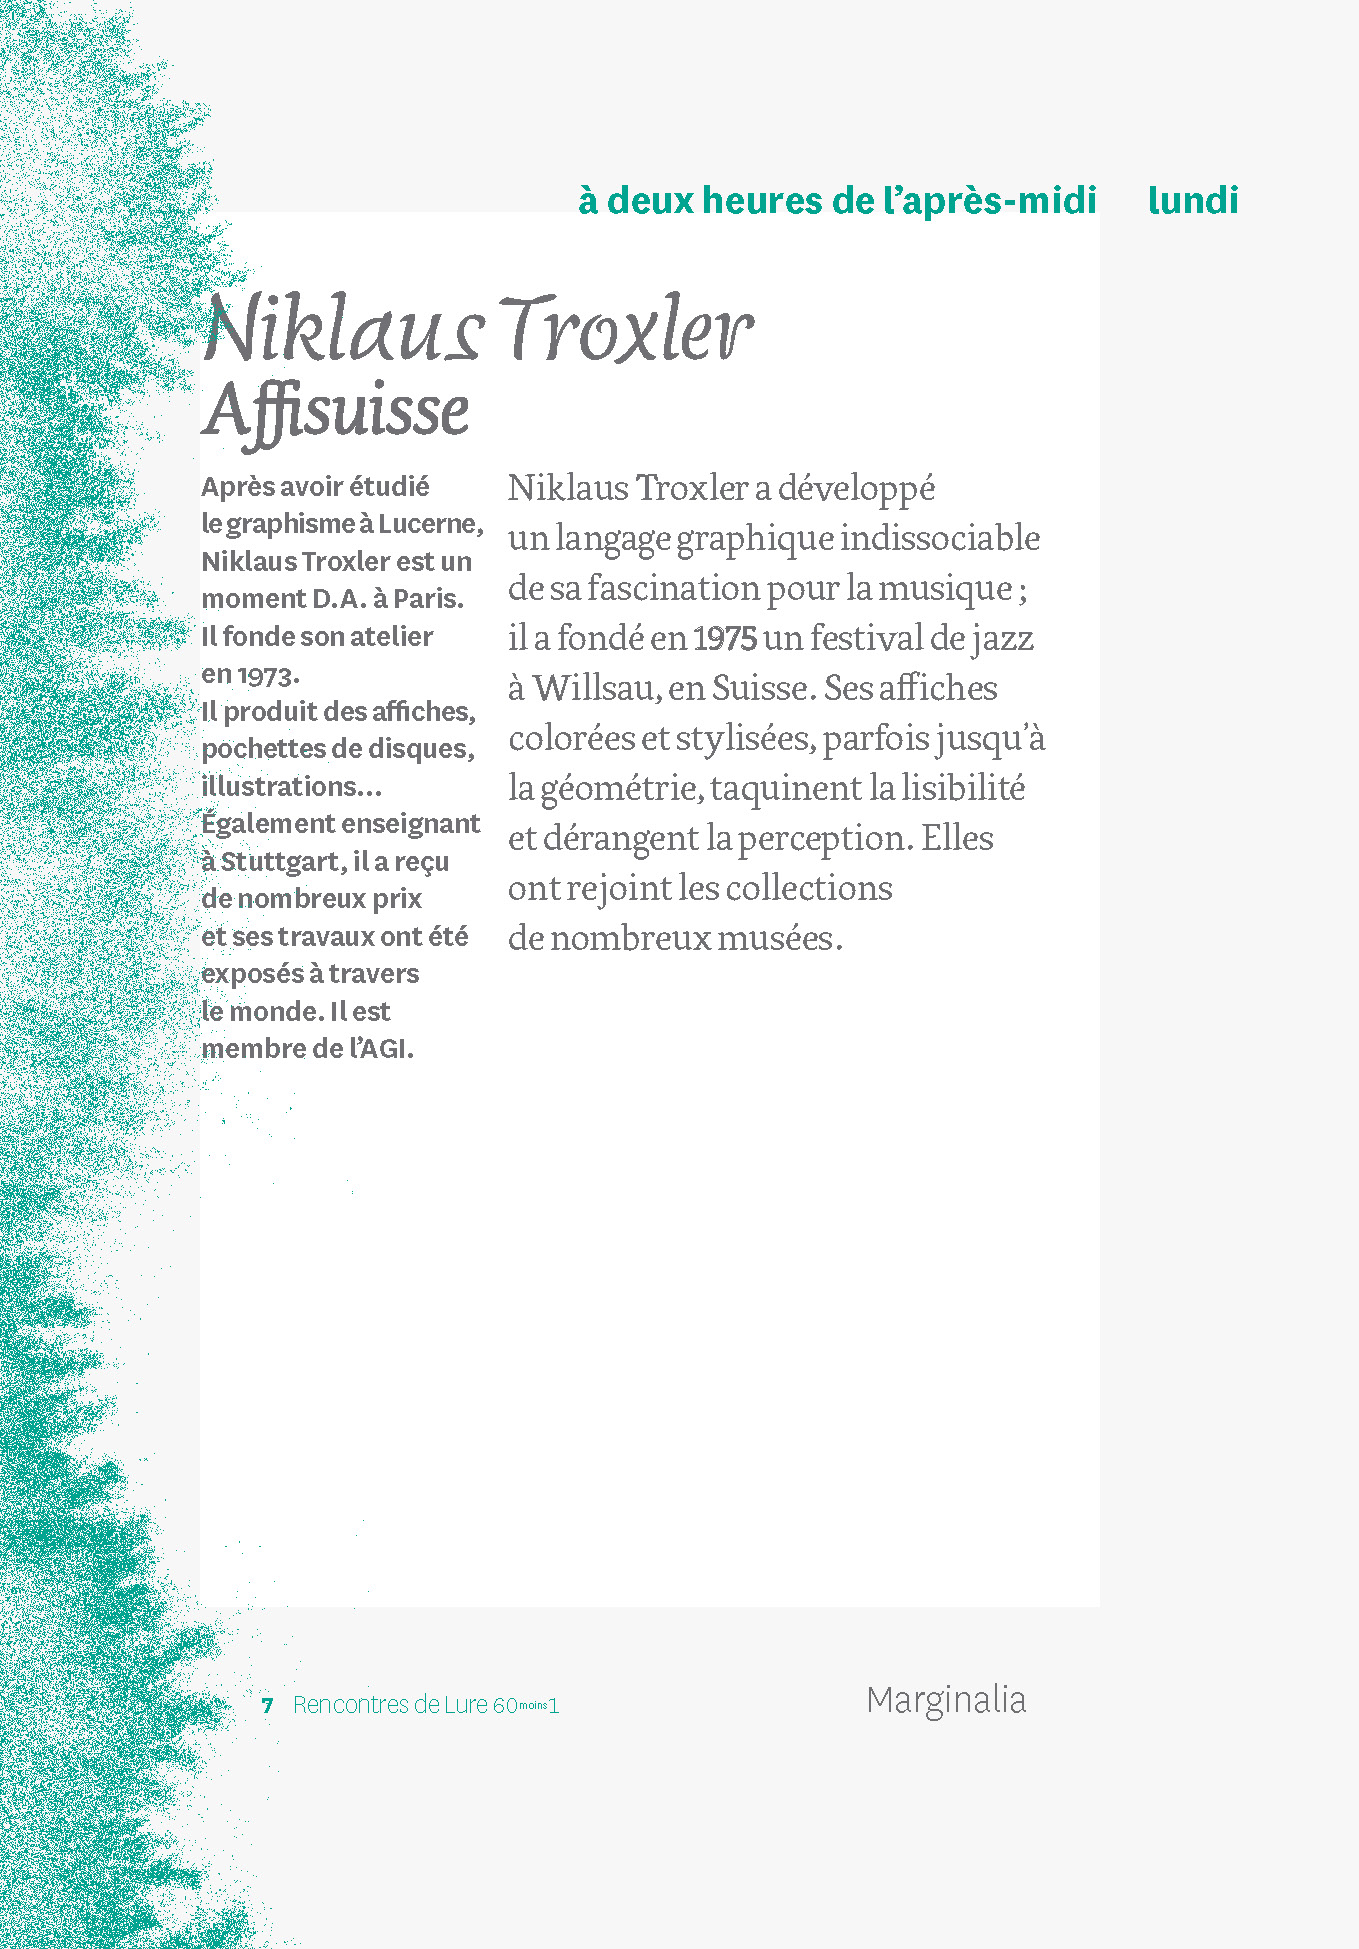 à deux heures de l’après-midi lundi
Niklaus Troxler
Affisuisse
Après avoir étudié
le graphisme à Lucerne,
Niklaus Troxler est un
moment D.A. à Paris.
Il fonde son atelier
en 1973.
Il produit des affiches,
pochettes de disques,
illustrations…
Également enseignant
à Stuttgart, il a reçu
de nombreux prix
et ses travaux ont été
exposés à travers
le monde. Il est
membre de l’AGI.
Niklaus Troxler a développé
un langage graphique indissociable
de sa fascination pour la musique ;
il a fondé en 1975 un festival de jazz
à Willsau, en Suisse. Ses affiches
colorées et stylisées, parfois jusqu’à
la géométrie, taquinent la lisibilité
et dérangent la perception. Elles
ont rejoint les collections
de nombreux musées.
7 Rencontres de Lure 60moins1
Marginalia